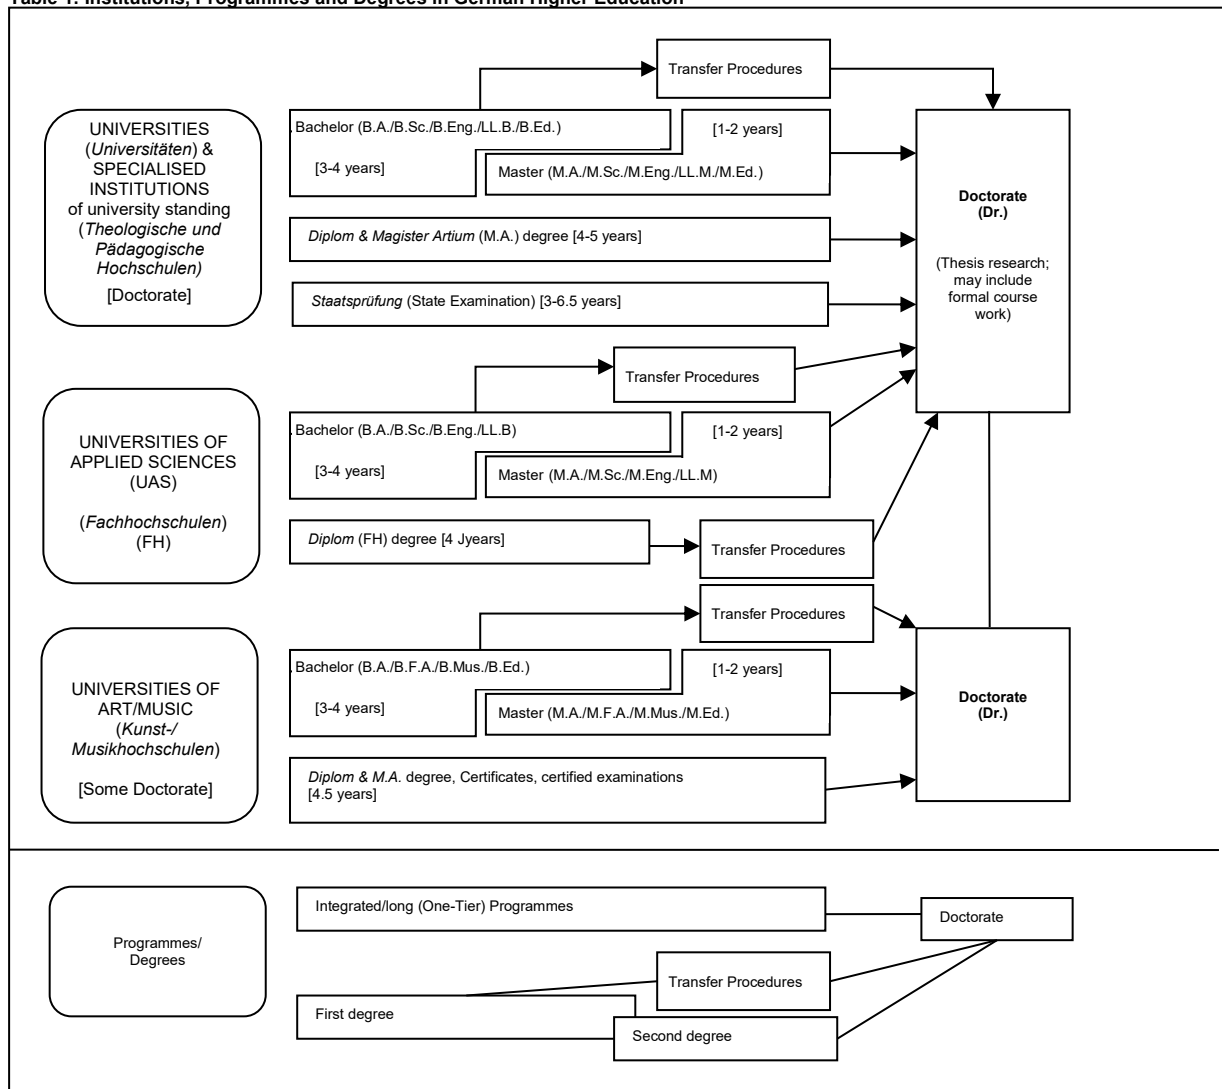 Table 1: Institutions, Programmes and Degrees in German Higher Education
Transfer Procedures
UNIVERSITIES
(Universitäten) &
SPECIALISED
INSTITUTIONS
of university standing
(Theologische und
Pädagogische
Hochschulen)
[Doctorate]
Bachelor (B.A./B.Sc./B.Eng./LL.B./B.Ed.)
[3-4 years]
[1-2 years]
Master (M.A./M.Sc./M.Eng./LL.M./M.Ed.)
Diplom & Magister Artium (M.A.) degree [4-5 years]
Staatsprüfung (State Examination) [3-6.5 years]
Doctorate
(Dr.)
(Thesis research;
may include
formal course
work)
Transfer Procedures
UNIVERSITIES OF
APPLIED SCIENCES
(UAS)
(Fachhochschulen)
(FH)
Bachelor (B.A./B.Sc./B.Eng./LL.B)
[3-4 years]
[1-2 years]
Master (M.A./M.Sc./M.Eng./LL.M)
Diplom (FH) degree [4 Jyears]
Transfer Procedures
Transfer Procedures
UNIVERSITIES OF
ART/MUSIC
(Kunst-/
Musikhochschulen)
[Some Doctorate]
Bachelor (B.A./B.F.A./B.Mus./B.Ed.)
[3-4 years]
[1-2 years]
Master (M.A./M.F.A./M.Mus./M.Ed.)
Diplom & M.A. degree, Certificates, certified examinations
[4.5 years]
Doctorate
(Dr.)
Programmes/
Degrees
Integrated/long (One-Tier) Programmes
Doctorate
Transfer Procedures
First degree
Second degree